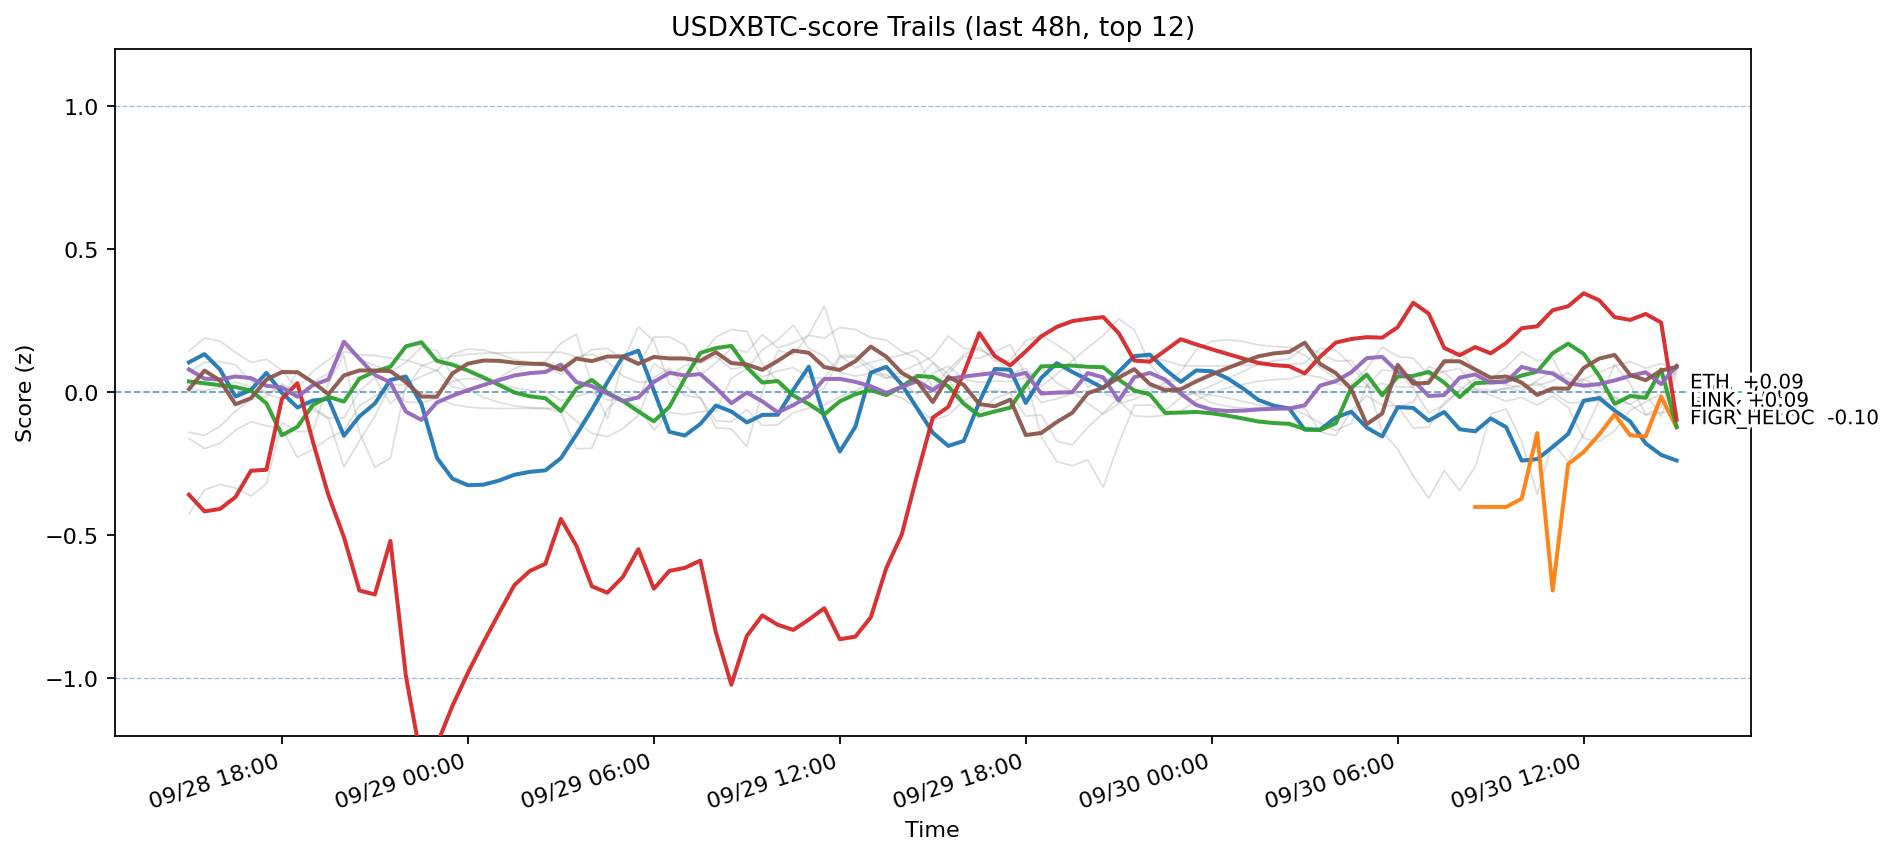 USDXBTC-score Trails (last 48h, top 12)
Score (z)
1.0
0.5
0.0
−0.5
−1.0
ETH +0.09
LINK +0.09
FIGR_HELOC -0.10
09/28 18:00
09/29 00:00
09/29 06:00
09/29 12:00
09/29 18:00
09/30 00:00
09/30 06:00
09/30 12:00
Time